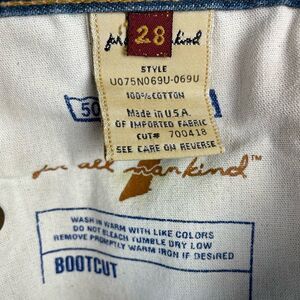 for all mankind
28
STYLE
U075N069U-069U
100% COTTON
Made in U.S.A.
OF IMPORTED FABRIC
CUT# 700418
SEE CARE ON REVERSE
50
for all mankind™
WASH IN WARM WITH LIKE COLORS
DO NOT BLEACH TUMBLE DRY LOW
REMOVE PROMPTLY WARM IRON IF DESIRED
BOOTCUT